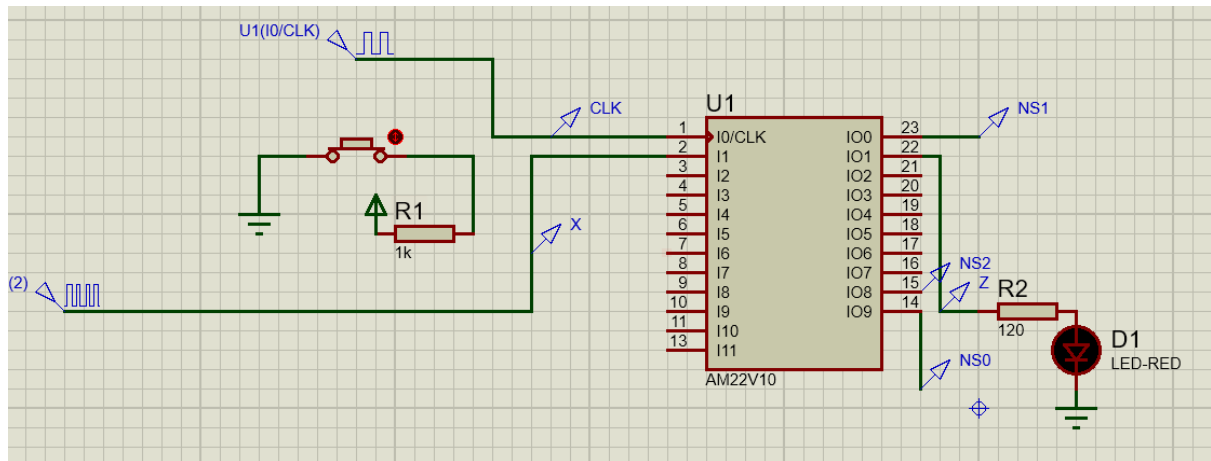 U1(I0/CLK)
CLK
U1
NS1
1 I0/CLK IO0 23
2 I1 IO1 22
3 I2 IO2 21
4 I3 IO3 20
5 I4 IO4 19
6 I5 IO5 18
7 I6 IO6 17
8 I7 IO7 16
9 I8 IO8 15
10 I9 IO9 14
11 I10
13 I11
AM22V10
R1
1k
X
(2)
NS2
Z
R2
120
D1
LED-RED
NS0